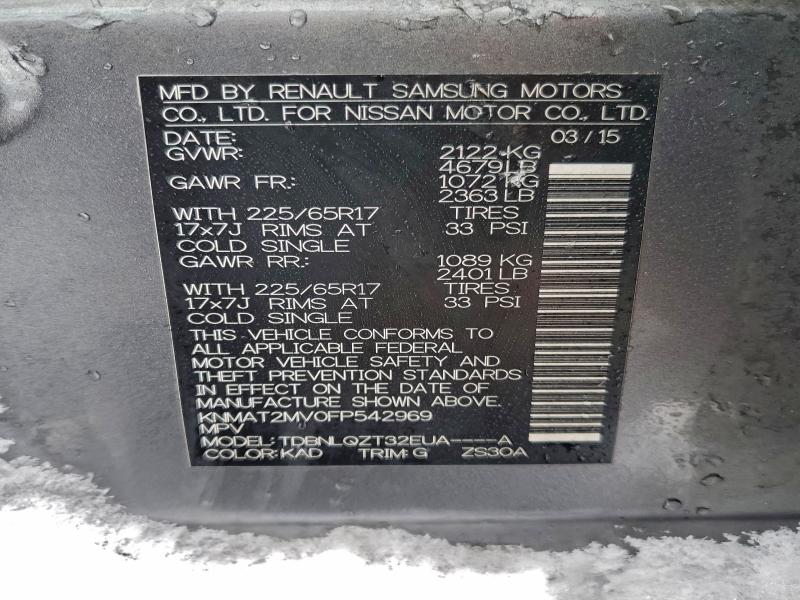 MFD BY RENAULT SAMSUNG MOTORS
CO., LTD. FOR NISSAN MOTOR CO., LTD.
DATE: 03/15
GVWR: 2122 KG
4679 LB
GAWR FR.: 1072 KG
2363 LB
WITH 225/65R17 TIRES
17x7J RIMS AT 33 PSI
COLD SINGLE
GAWR RR.: 1089 KG
2401 LB
WITH 225/65R17 TIRES
17x7J RIMS AT 33 PSI
COLD SINGLE
THIS VEHICLE CONFORMS TO
ALL APPLICABLE FEDERAL
MOTOR VEHICLE SAFETY AND
THEFT PREVENTION STANDARDS
IN EFFECT ON THE DATE OF
MANUFACTURE SHOWN ABOVE.
KNMAT2MV0FP542969
MPV
MODEL: TDBNLQZT32EUA----A
COLOR: KAD TRIM: G ZS30A